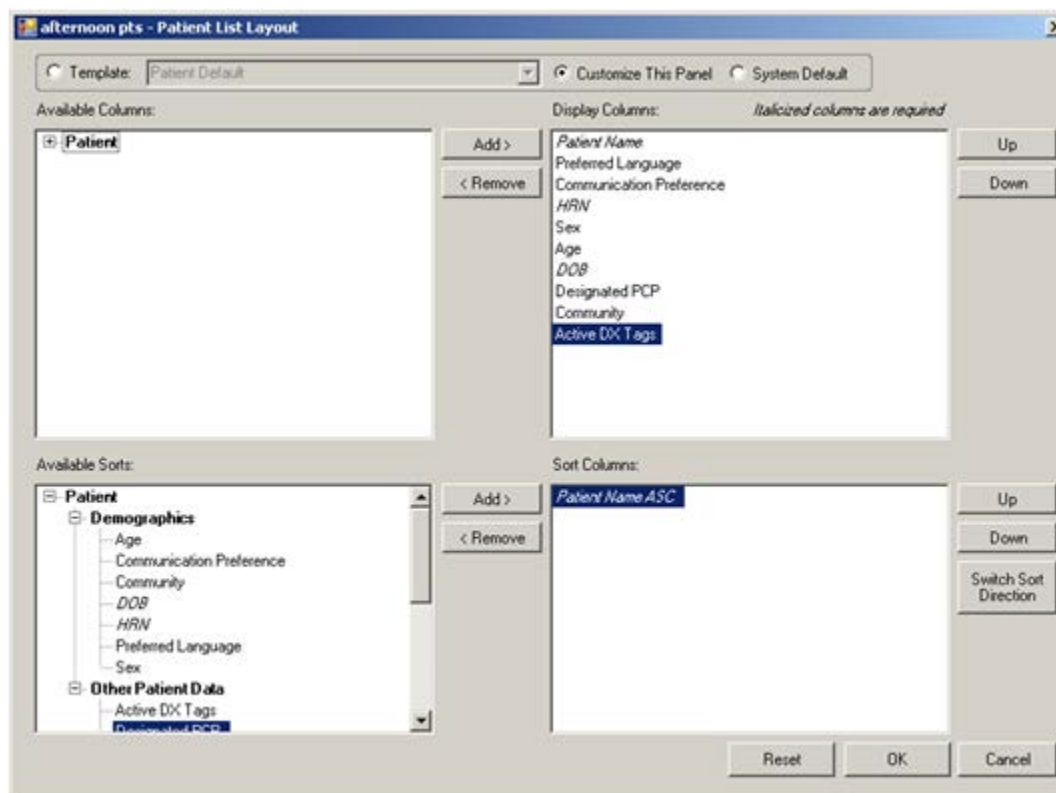 afternoon pts - Patient List Layout
Template: Patient Default Customize This Panel System Default
Available Columns:
Patient
Add >
< Remove
Display Columns: Italicized columns are required
Patient Name
Preferred Language
Communication Preference
HRN
Sex
Age
DOB
Designated PCP
Community
Active DX Tags
Up
Down
Available Sorts:
Patient
Demographics
Age
Communication Preference
Community
DOB
HRN
Preferred Language
Sex
Other Patient Data
Active DX Tags
Designated PCP
Add >
< Remove
Sort Columns:
Patient Name ASC
Up
Down
Switch Sort
Direction
Reset OK Cancel